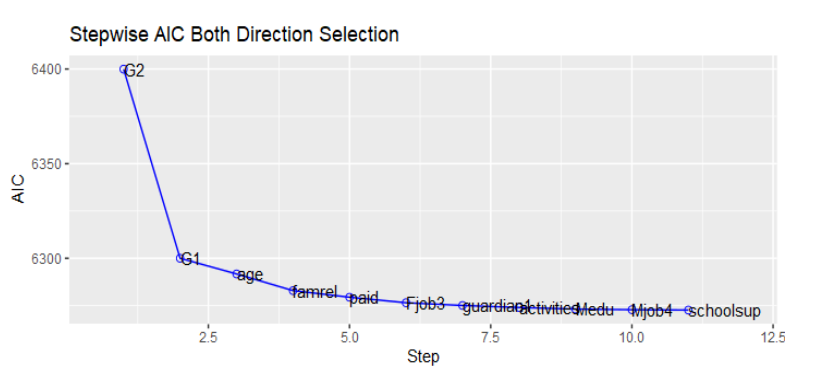 Stepwise AIC Both Direction Selection
6400
6350
6300
AIC
G2
G1
age
famrel
paid
Fjob3
guardian1
activities
Medu
Mjob4
schoolsup
2.5
5.0
7.5
10.0
12.5
Step